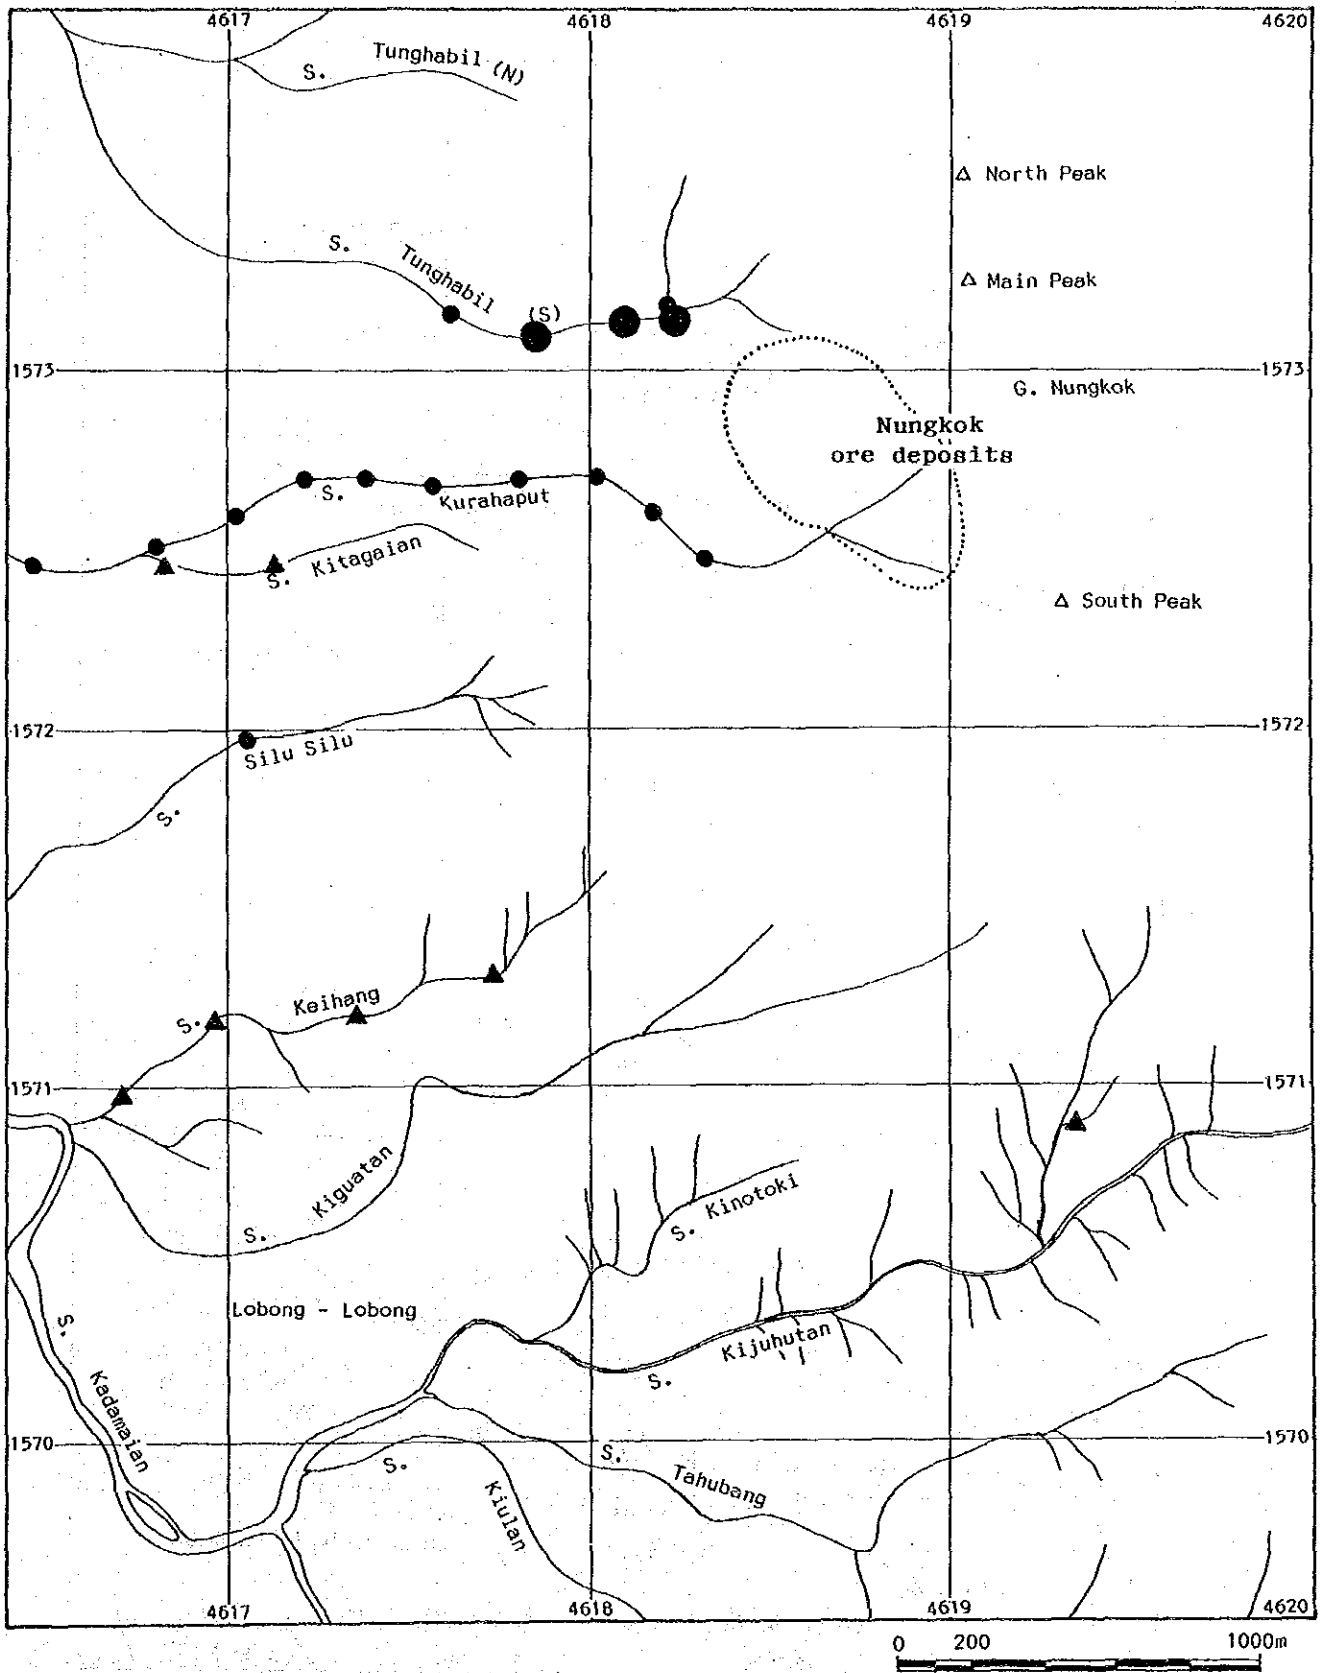 4617 4618 4619 4620
Tunghabil (N)
S.
North Peak
S.
Tunghabil (S)
Main Peak
1573 1573
G. Nungkok
Nungkok
ore deposits
S. Kurahaput
S. Kitagaian
South Peak
1572 1572
Silu Silu
S.
Keihang
S.
1571 1571
S. Kiguatan
S. Kinotoki
Lobong - Lobong
S. Kijuhutan
S. Kadamaian
1570 1570
S. Kiulan
S. Tahubang
4617 4618 4619 4620
0 200 1000m